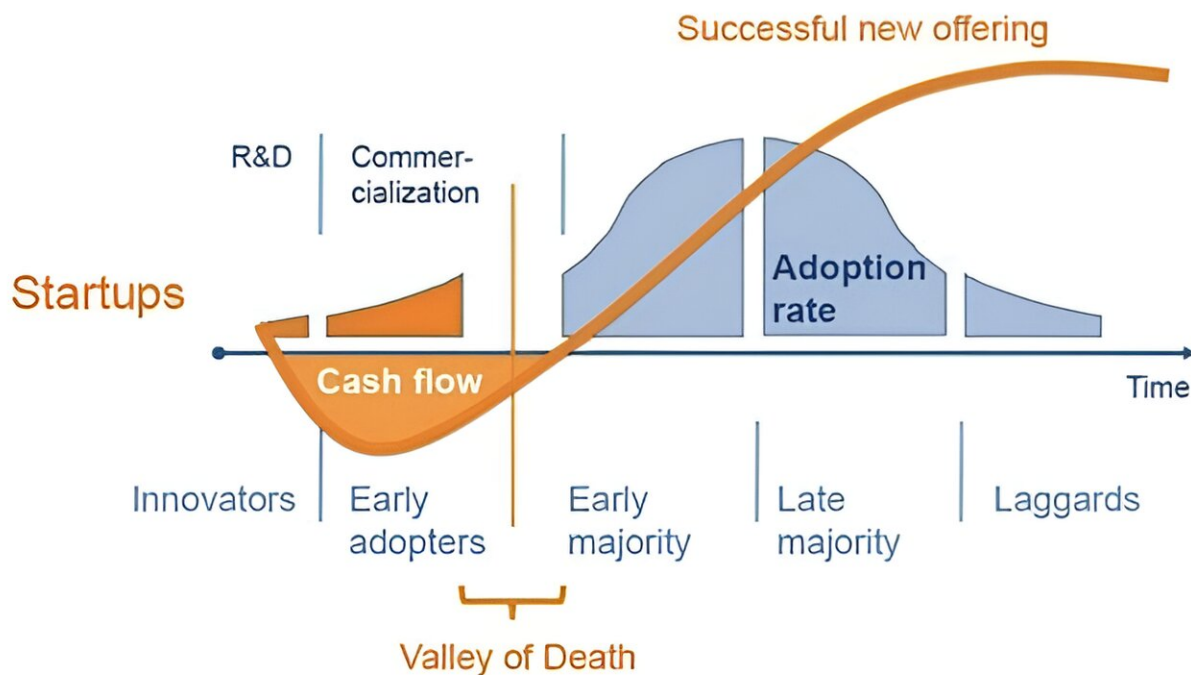 Successful new offering
R&D
Commer-
cialization
Startups
Adoption
rate
Cash flow
Time
Innovators
Early
adopters
Early
majority
Late
majority
Laggards
Valley of Death